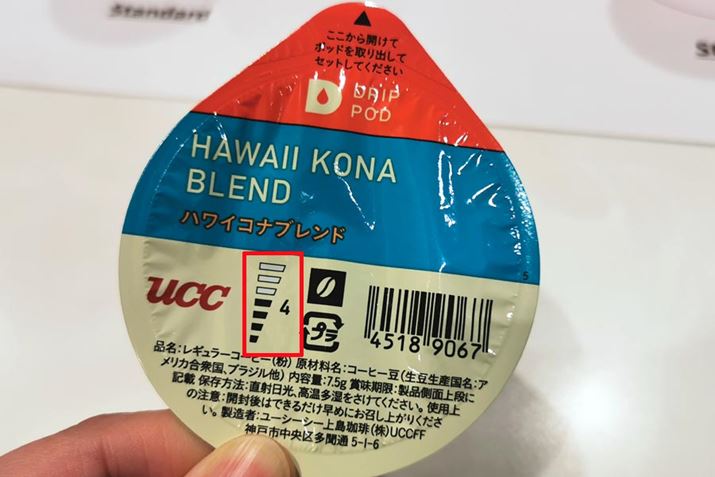 Standard
ここから開けて
ポッドを取り出して
セットしてください
DRIP
POD
HAWAII KONA
BLEND
ハワイコナブレンド
5
UCC
4
プラ
4518 9067
品名:レギュラーコーヒー(粉) 原材料名:コーヒー豆(生豆生産国名:ア
メリカ合衆国、ブラジル他) 内容量:7.5g 賞味期限:製品側面上段に
記載 保存方法:直射日光、高温多湿をさけてください。使用上
の注意:開封後はできるだけ早めにお召し上がりくださ
い。製造者:ユーシーシー上島珈琲(株)UCCFF
神戸市中央区多聞通 5-1-6